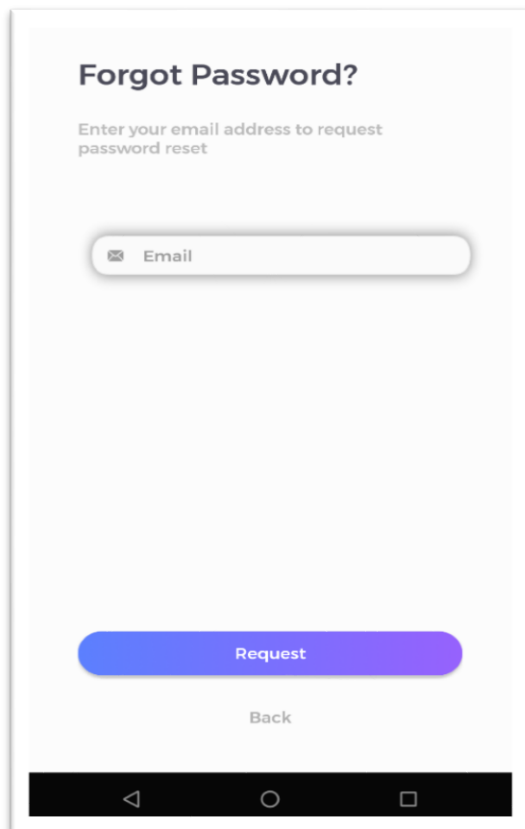 Forgot Password?
Enter your email address to request
password reset
Email
Request
Back